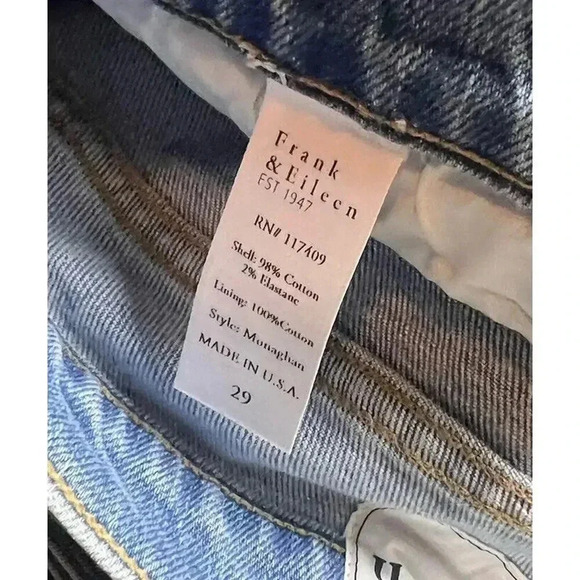 Frank
& Eileen
EST 1947
RN# 117409
Shell: 98% Cotton
2% Elastane
Lining: 100%Cotton
Style: Monaghan
MADE IN U.S.A.
29